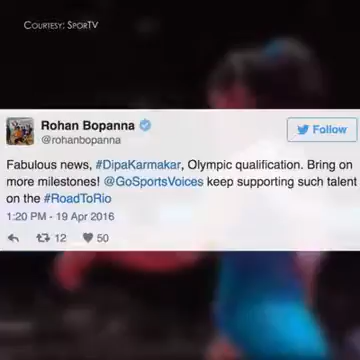 COURTESY: SPORTV
Rohan Bopanna
@rohanbopanna
Follow
Fabulous news, #DipaKarmakar, Olympic qualification. Bring on
more milestones! @GoSportsVoices keep supporting such talent
on the #RoadToRio
1:20 PM - 19 Apr 2016
12 50